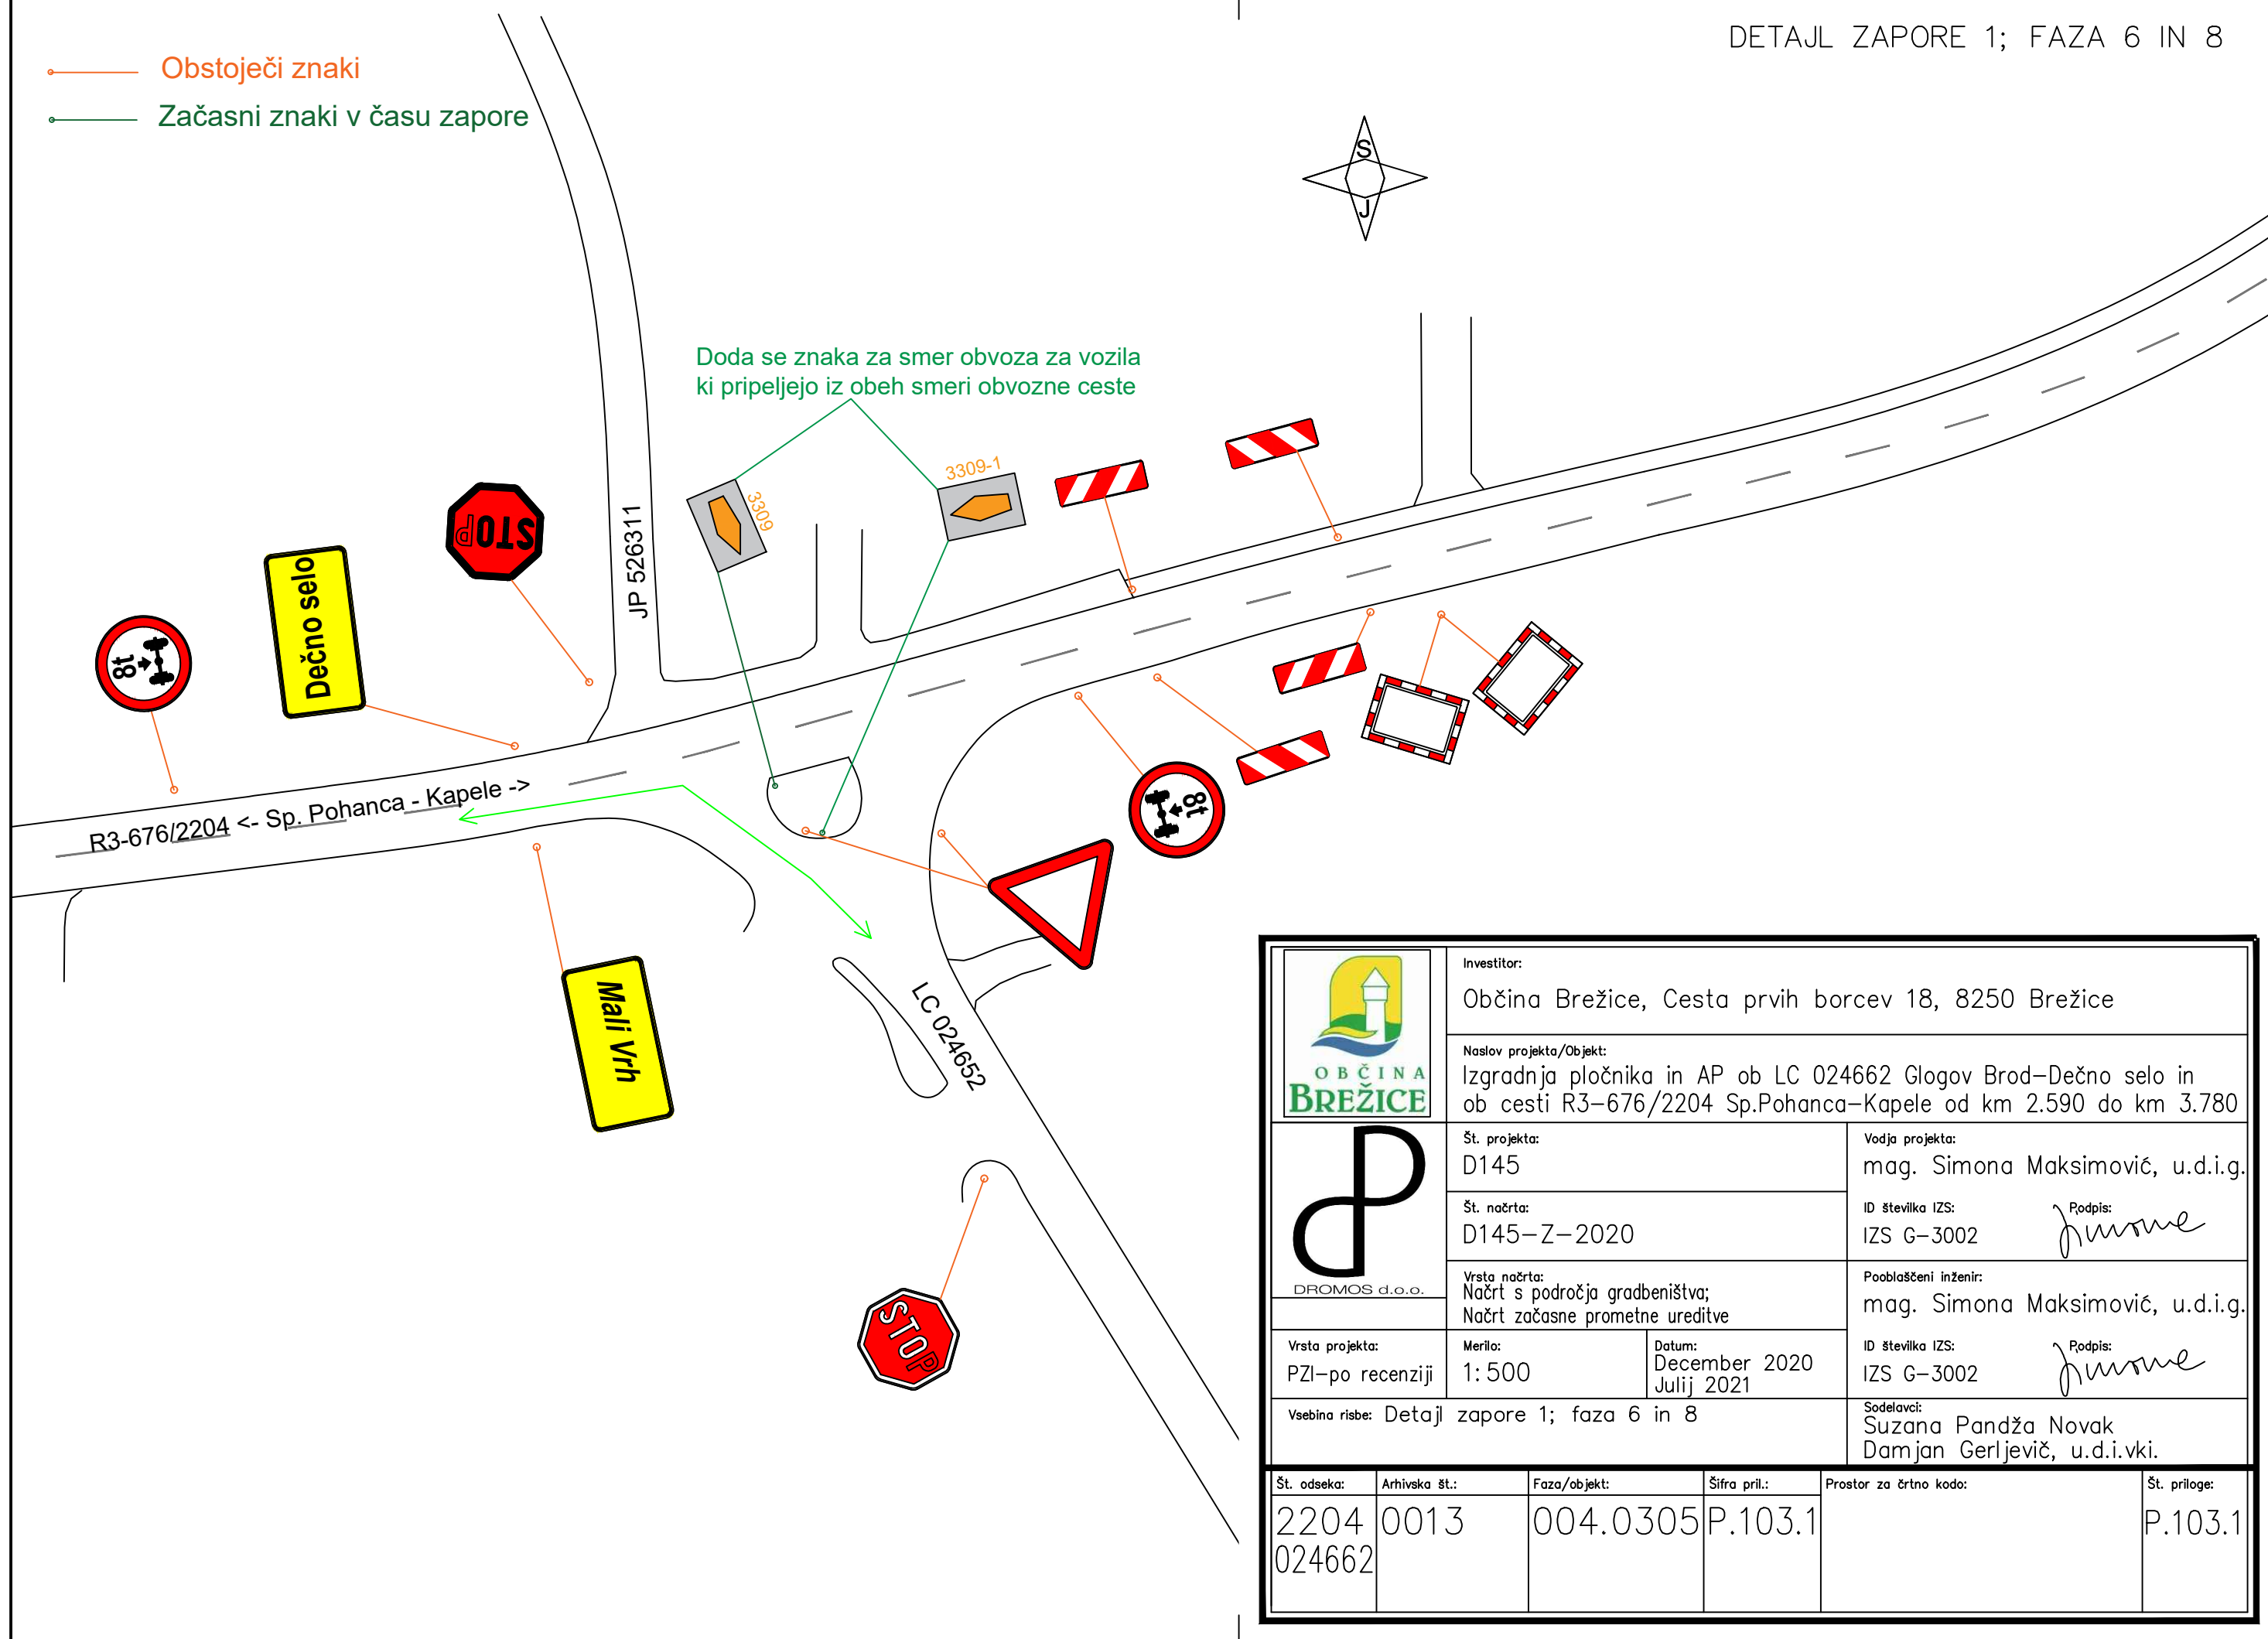 DETAJL ZAPORE 1; FAZA 6 IN 8
Obstoječi znaki
Začasni znaki v času zapore
S
J
Doda se znaka za smer obvoza za vozila
ki pripeljejo iz obeh smeri obvozne ceste
3309
3309-1
STOP
JP 526311
Dečno selo
8t
R3-676/2204 <- Sp. Pohanca - Kapele ->
8t
Mali Vrh
LC 024652
STOP
OBČINA
BREŽICE
Investitor:
Občina Brežice, Cesta prvih borcev 18, 8250 Brežice
Naslov projekta/Objekt:
Izgradnja pločnika in AP ob LC 024662 Glogov Brod-Dečno selo in
ob cesti R3-676/2204 Sp.Pohanca-Kapele od km 2.590 do km 3.780
DROMOS d.o.o.
Št. projekta:
D145
Vodja projekta:
mag. Simona Maksimović, u.d.i.g.
Št. načrta:
D145-Z-2020
ID številka IZS: Podpis:
IZS G-3002
Vrsta načrta:
Načrt s področja gradbeništva;
Načrt začasne prometne ureditve
Pooblaščeni inženir:
mag. Simona Maksimović, u.d.i.g.
Vrsta projekta:
PZI-po recenziji
Merilo:
1:500
Datum:
December 2020
Julij 2021
ID številka IZS: Podpis:
IZS G-3002
Vsebina risbe: Detajl zapore 1; faza 6 in 8
Sodelavci:
Suzana Pandža Novak
Damjan Gerljevič, u.d.i.vki.
Št. odseka:
2204
024662
Arhivska št.:
0013
Faza/objekt:
004.0305
Šifra pril.:
P.103.1
Prostor za črtno kodo:
Št. priloge:
P.103.1